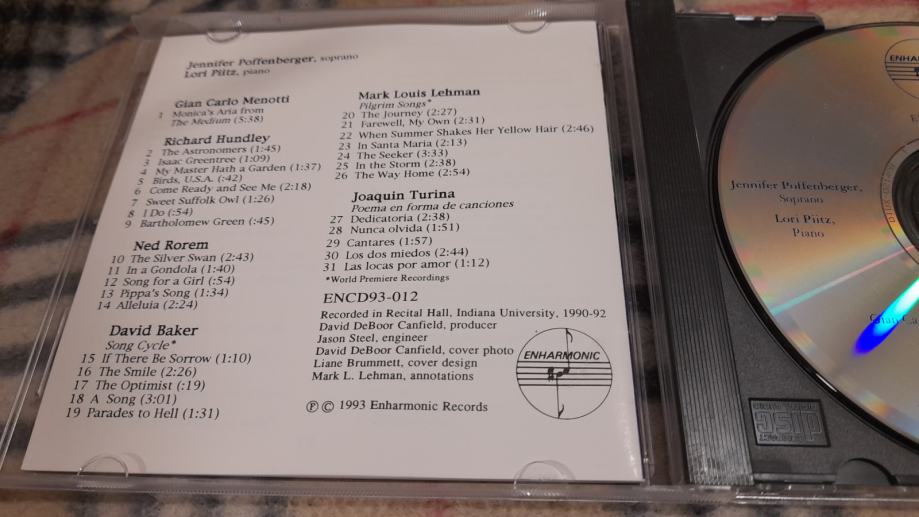 Jennifer Poffenberger, soprano
Lori Piitz, piano
Gian Carlo Menotti
1 Monica's Aria from
The Medium (5:38)
Richard Hundley
2 The Astronomers (1:45)
3 Isaac Greentree (1:09)
4 My Master Hath a Garden (1:37)
5 Birds, U.S.A. (:42)
6 Come Ready and See Me (2:18)
7 Sweet Suffolk Owl (1:26)
8 I Do (:54)
9 Bartholomew Green (:45)
Ned Rorem
10 The Silver Swan (2:43)
11 In a Gondola (1:40)
12 Song for a Girl (:54)
13 Pippa's Song (1:34)
14 Alleluia (2:24)
David Baker
Song Cycle*
15 If There Be Sorrow (1:10)
16 The Smile (2:26)
17 The Optimist (:19)
18 A Song (3:01)
19 Parades to Hell (1:31)
Mark Louis Lehman
Pilgrim Songs*
20 The Journey (2:27)
21 Farewell, My Own (2:31)
22 When Summer Shakes Her Yellow Hair (2:46)
23 In Santa Maria (2:13)
24 The Seeker (3:33)
25 In the Storm (2:38)
26 The Way Home (2:54)
Joaquin Turina
Poema en forma de canciones
27 Dedicatoria (2:38)
28 Nunca olvida (1:51)
29 Cantares (1:57)
30 Los dos miedos (2:44)
31 Las locas por amor (1:12)
*World Premiere Recordings
ENCD93-012
Recorded in Recital Hall, Indiana University, 1990-92
David DeBoor Canfield, producer
Jason Steel, engineer
David DeBoor Canfield, cover photo
Liane Brummett, cover design
Mark L. Lehman, annotations
ENHARMONIC
℗ © 1993 Enharmonic Records
Jennifer Poffenberger,
Soprano
Lori Piitz,
Piano